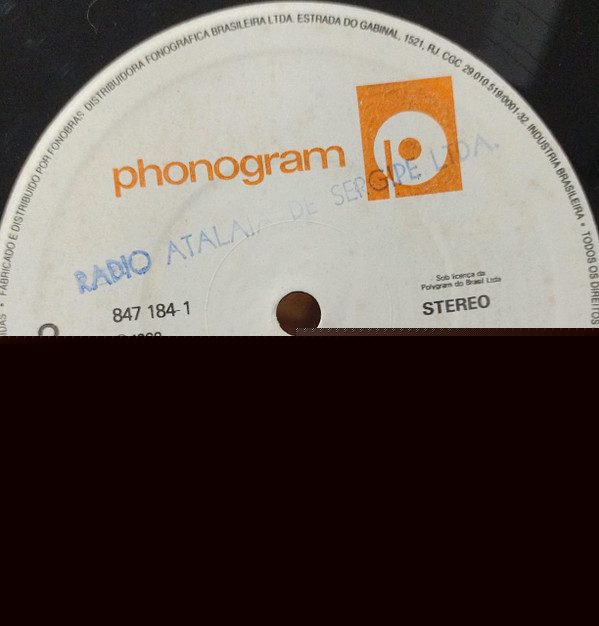 FABRICADO E DISTRIBUIDO POR FONOBRAS DISTRIBUIDORA FONOGRÁFICA BRASILEIRA LTDA. ESTRADA DO GABINAL, 1521, RJ CGC 29.010.519/0001-32. INDUSTRIA BRASILEIRA • TODOS OS DIREITOS
phonogram
RADIO ATALAIA DE SERGIPE LTDA.
Sob licença da
Polygram do Brasil Ltda
847 184-1
STEREO